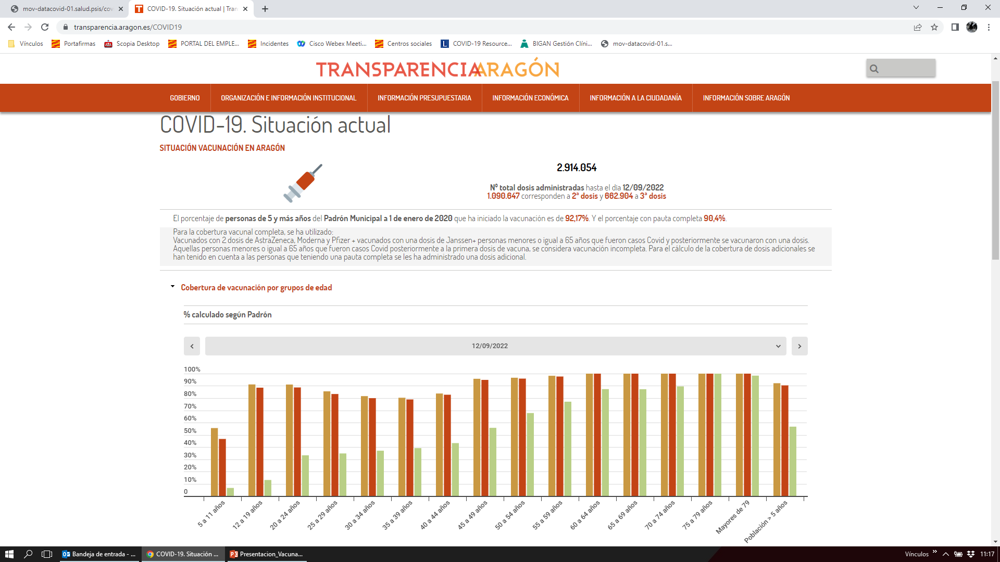 mov-datacovid-01.salud.psis/cov
COVID-19. Situación actual | Tran
transparencia.aragon.es/COVID19
Vínculos
Portafirmas
Scopia Desktop
PORTAL DEL EMPLE...
Incidentes
Cisco Webex Meeti...
Centros sociales
COVID-19 Resource...
BIGAN Gestión Clíni...
mov-datacovid-01.s...
TRANSPARENCIAARAGÓN
GOBIERNO
ORGANIZACIÓN E INFORMACIÓN INSTITUCIONAL
INFORMACIÓN PRESUPUESTARIA
INFORMACIÓN ECONÓMICA
INFORMACIÓN A LA CIUDADANÍA
INFORMACIÓN SOBRE ARAGÓN
COVID-19. Situación actual
SITUACIÓN VACUNACIÓN EN ARAGÓN
2.914.054
Nº total dosis administradas hasta el dia 12/09/2022
1.090.647 corresponden a 2ª dosis y 662.904 a 3ª dosis
El porcentaje de personas de 5 y más años del Padrón Municipal a 1 de enero de 2020 que ha iniciado la vacunación es de 92,17%. Y el porcentaje con pauta completa 90,4%.
Para la cobertura vacunal completa, se ha utilizado:
Vacunados con 2 dosis de AstraZeneca, Moderna y Pfizer + vacunados con una dosis de Janssen+ personas menores o igual a 65 años que fueron casos Covid y posteriormente se vacunaron con una dosis.
Aquellas personas menores o igual a 65 años que fueron casos Covid posteriormente a la primera dosis de vacuna, se considera vacunación incompleta. Para el cálculo de la cobertura de dosis adicionales se
han tenido en cuenta a las personas que teniendo una pauta completa se les ha administrado una dosis adicional.
Cobertura de vacunación por grupos de edad
% calculado según Padrón
12/09/2022
100%
90%
80%
70%
60%
50%
40%
30%
20%
10%
0
5 a 11 años
12 a 19 años
20 a 24 años
25 a 29 años
30 a 34 años
35 a 39 años
40 a 44 años
45 a 49 años
50 a 54 años
55 a 59 años
60 a 64 años
65 a 69 años
70 a 74 años
75 a 79 años
Mayores de 79
Población > 5 años
Bandeja de entrada - ...
COVID-19. Situación ...
Presentacion_Vacuna...
Vínculos
11:17